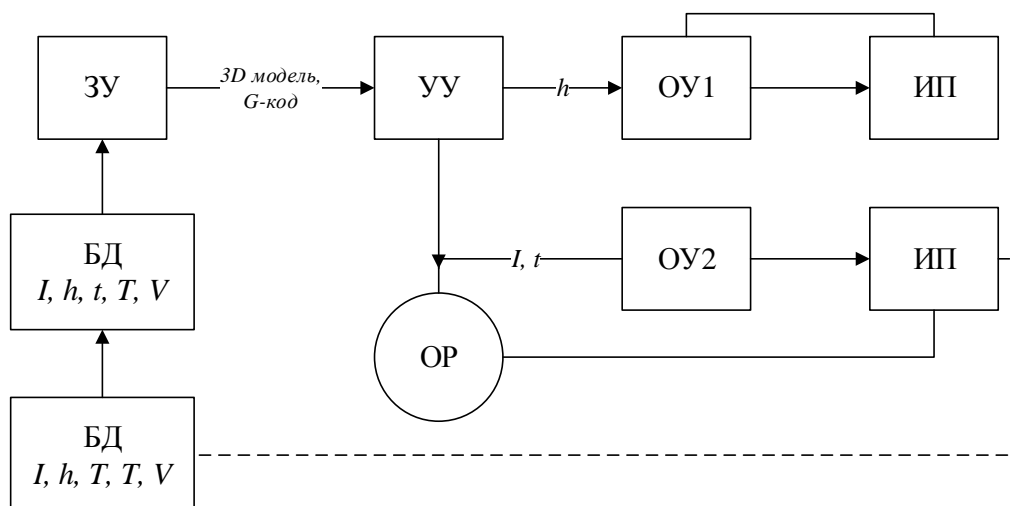 ЗУ
3D модель,
G-код
УУ
h
ОУ1
ИП
БД
I, h, t, T, V
I, t
ОУ2
ИП
ОР
БД
I, h, T, T, V